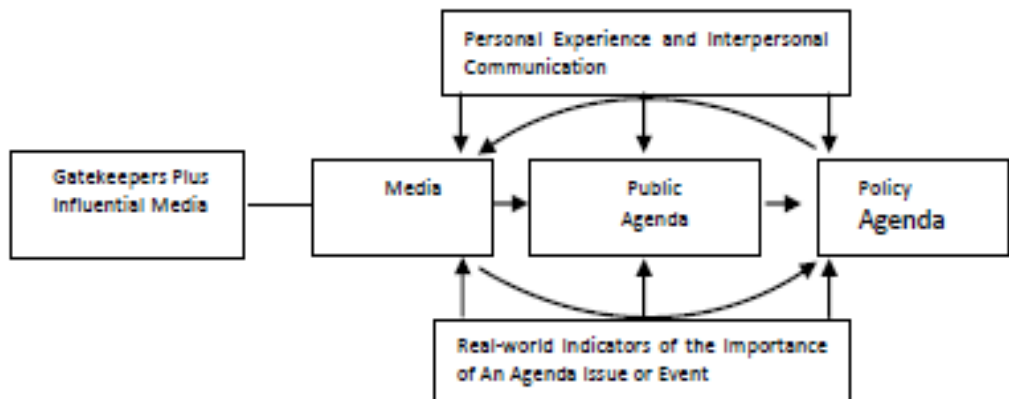 Personal Experience and Interpersonal
Communication
Gatekeepers Plus
Influential Media
Media
Public
Agenda
Policy
Agenda
Real-world Indicators of the Importance
of An Agenda Issue or Event